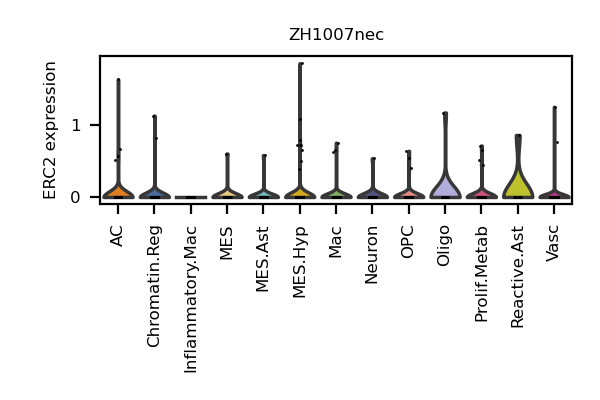 ZH1007nec
ERC2 expression
1
0
AC
Chromatin.Reg
Inflammatory.Mac
MES
MES.Ast
MES.Hyp
Mac
Neuron
OPC
Oligo
Prolif.Metab
Reactive.Ast
Vasc